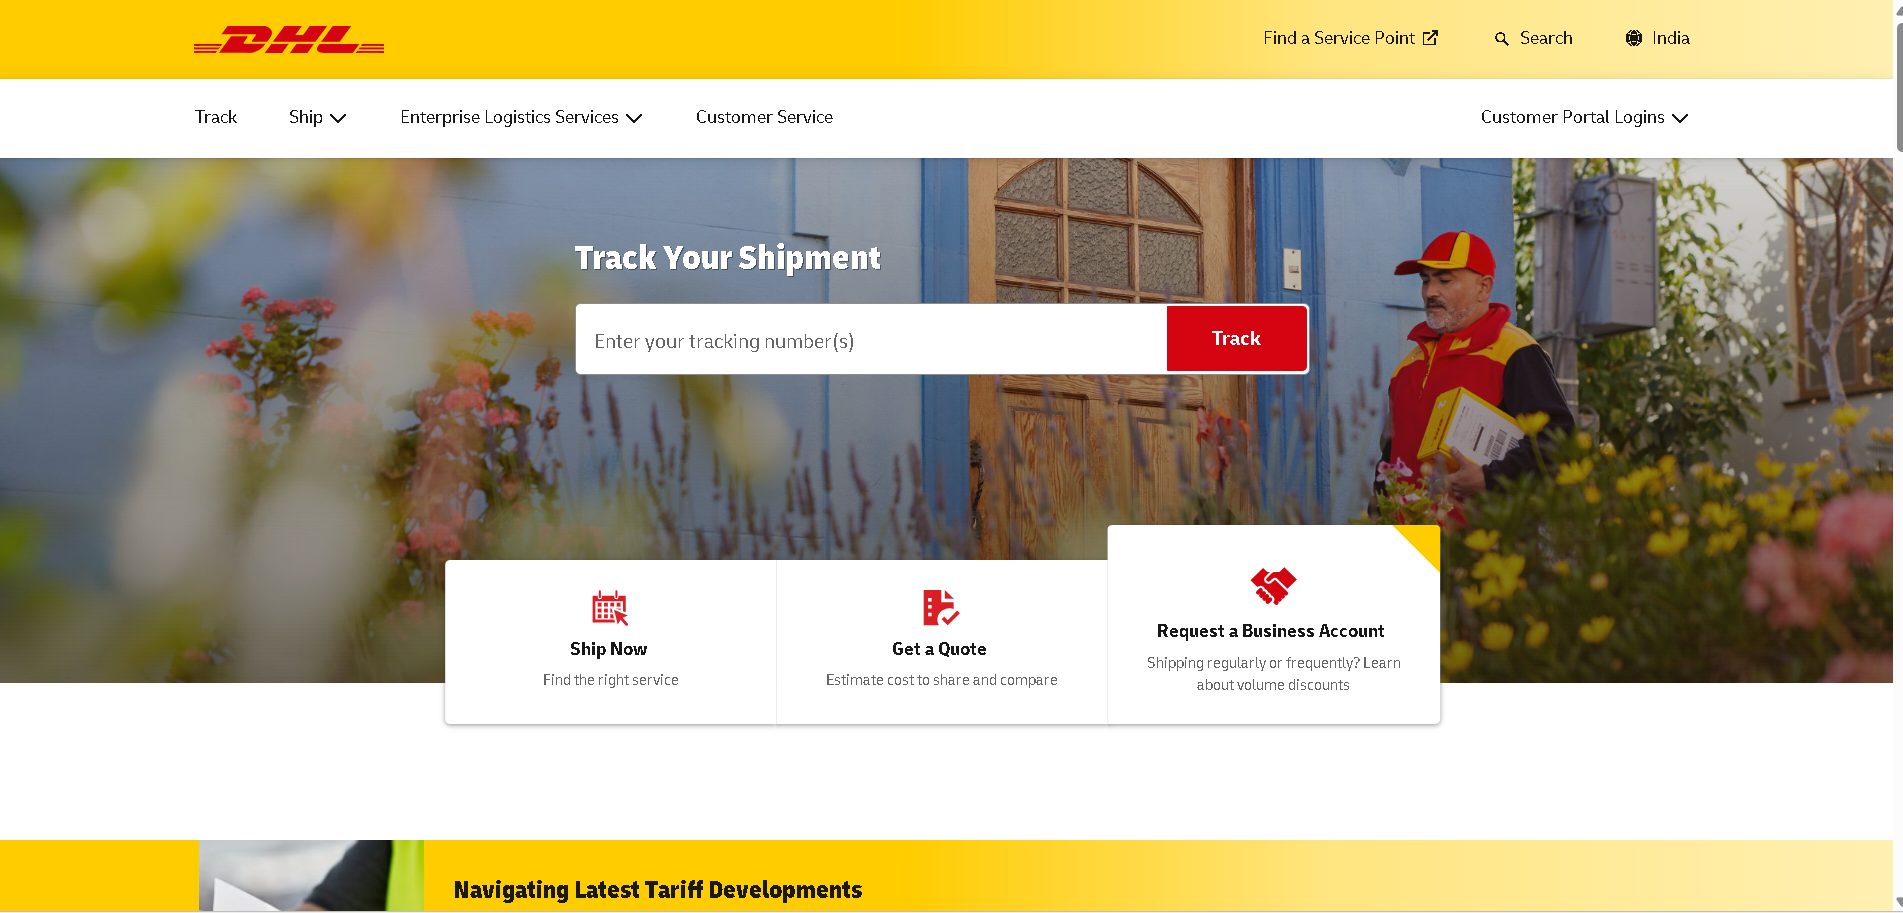 DHL
Find a Service Point
Search
India
Track
Ship
Enterprise Logistics Services
Customer Service
Customer Portal Logins
Track Your Shipment
Enter your tracking number(s)
Track
Ship Now
Find the right service
Get a Quote
Estimate cost to share and compare
Request a Business Account
Shipping regularly or frequently? Learn
about volume discounts
Navigating Latest Tariff Developments